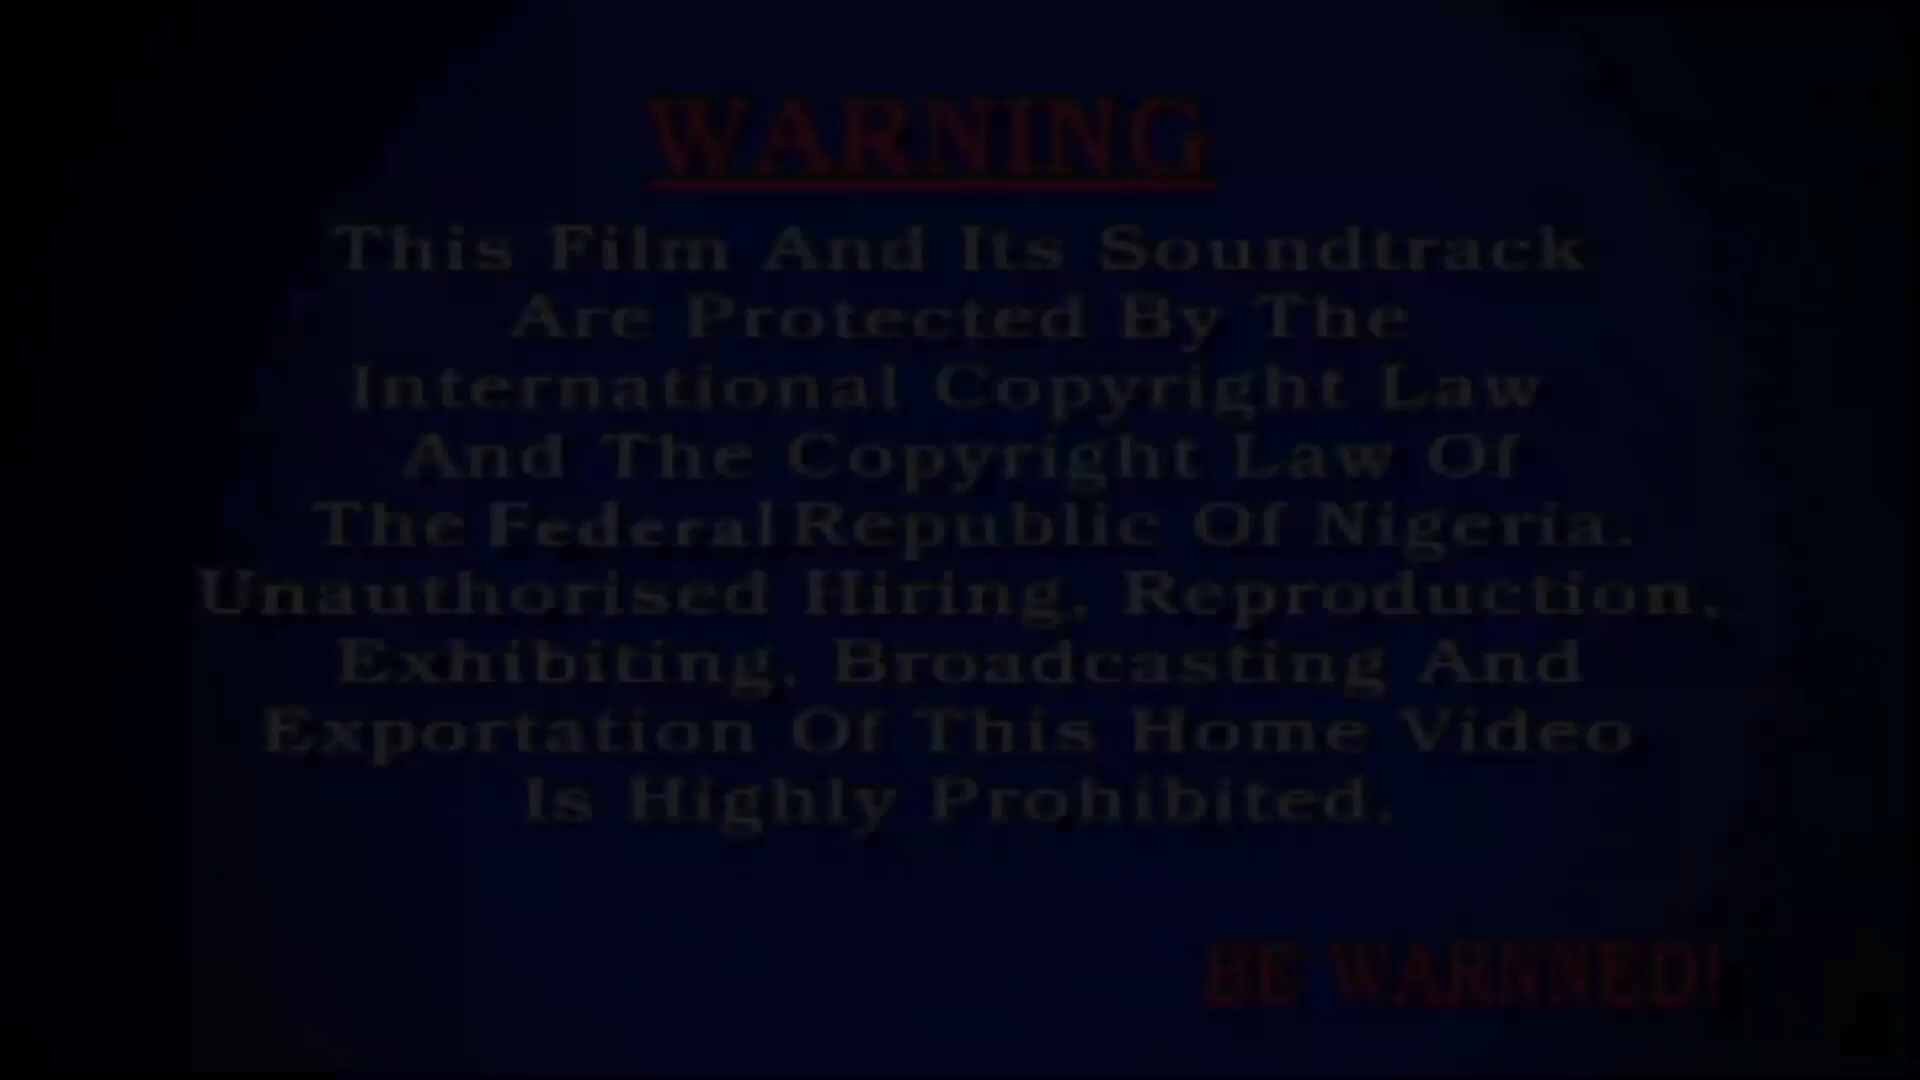 WARNING
This Film And Its Soundtrack
Are Protected By The
International Copyright Law
And The Copyright Law Of
The Federal Republic Of Nigeria.
Unauthorised Hiring, Reproduction,
Exhibiting, Broadcasting And
Exportation Of This Home Video
Is Highly Prohibited.
BE WARNNED!